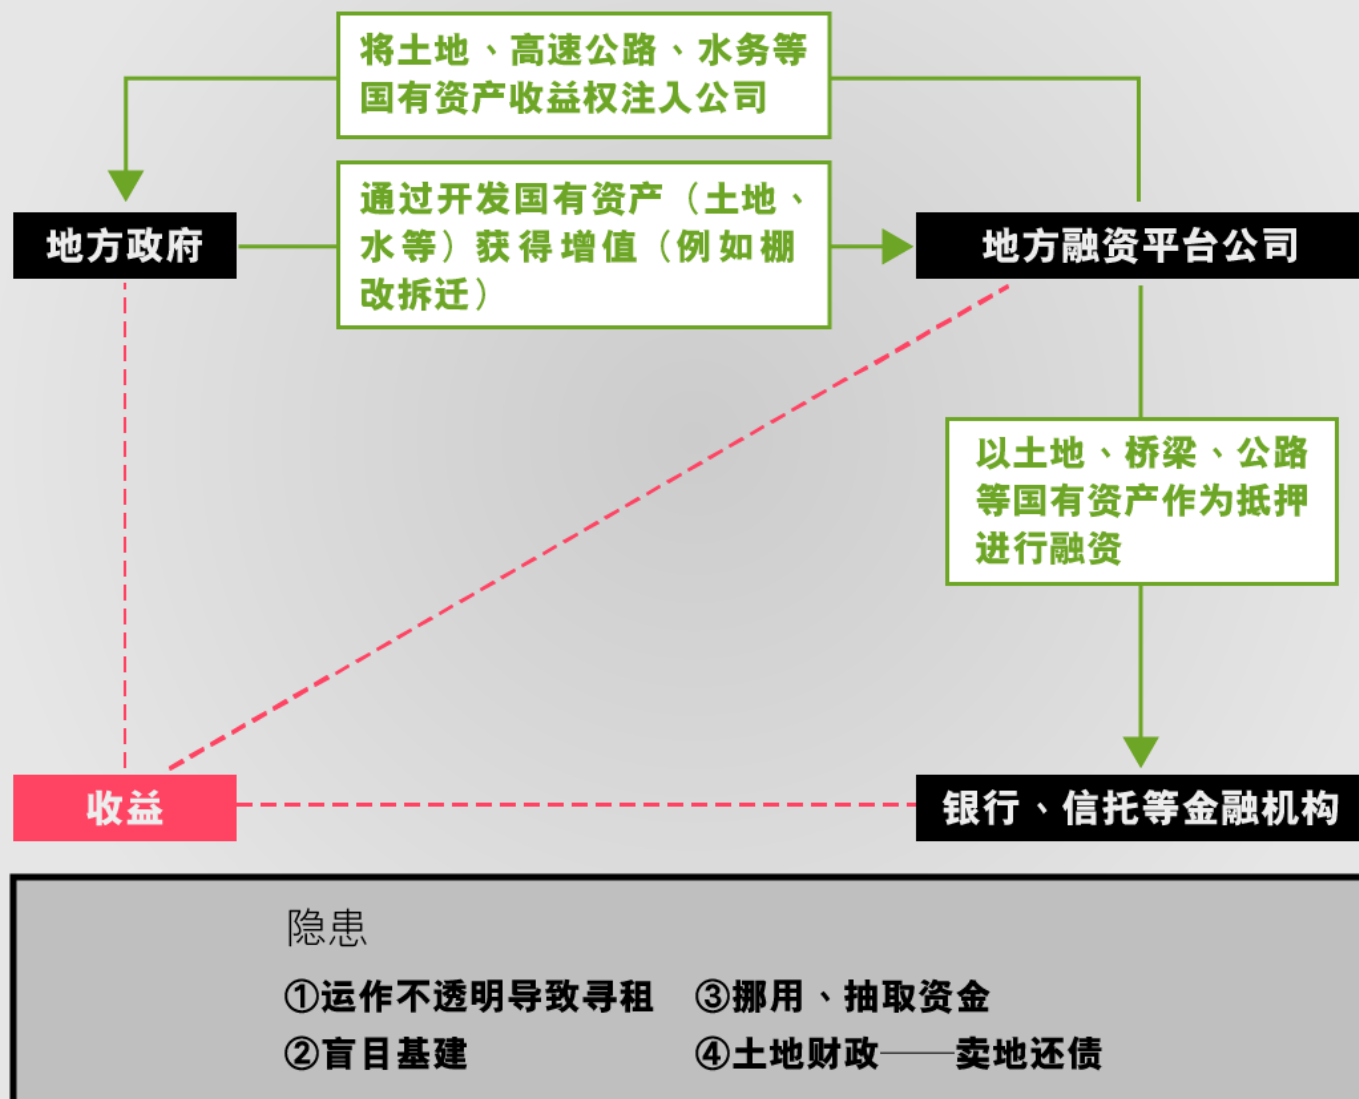 将土地、高速公路、水务等
国有资产收益权注入公司
通过开发国有资产（土地、
水等）获得增值（例如棚
改拆迁）
地方政府
地方融资平台公司
以土地、桥梁、公路
等国有资产作为抵押
进行融资
收益
银行、信托等金融机构
隐患
①运作不透明导致寻租 ③挪用、抽取资金
②盲目基建 ④土地财政——卖地还债